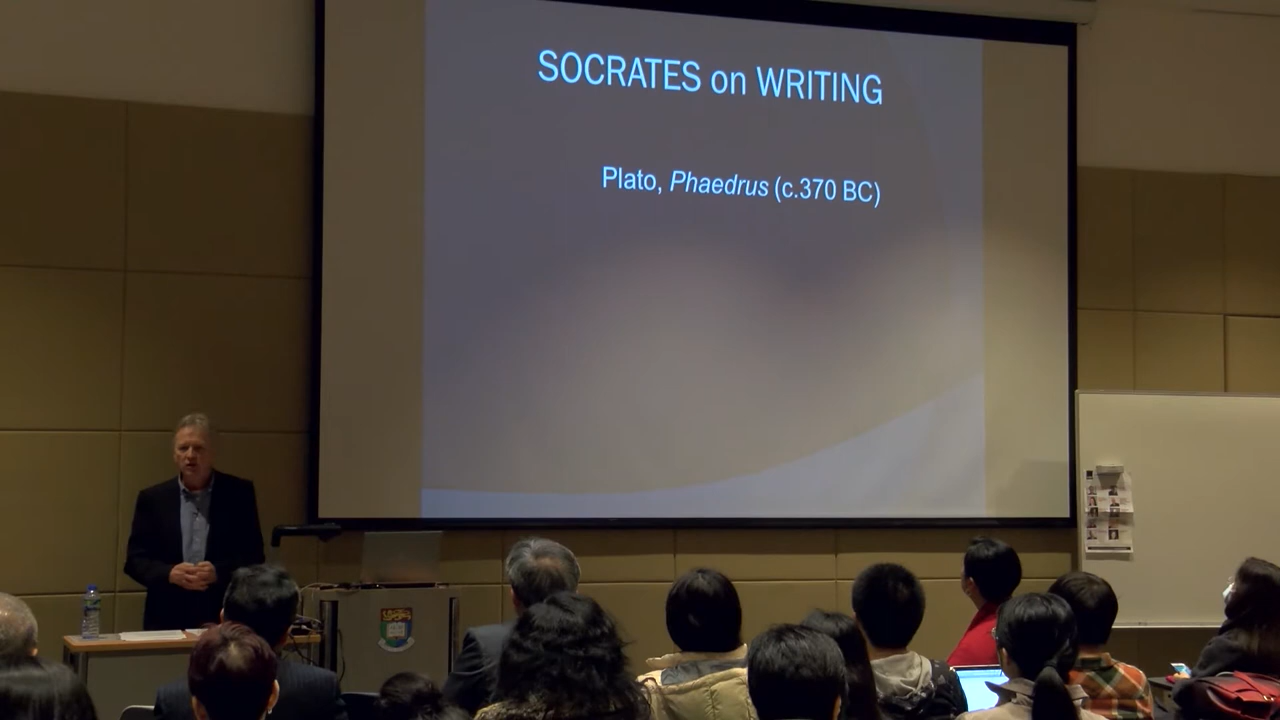 SOCRATES on WRITING
Plato, Phaedrus (c.370 BC)